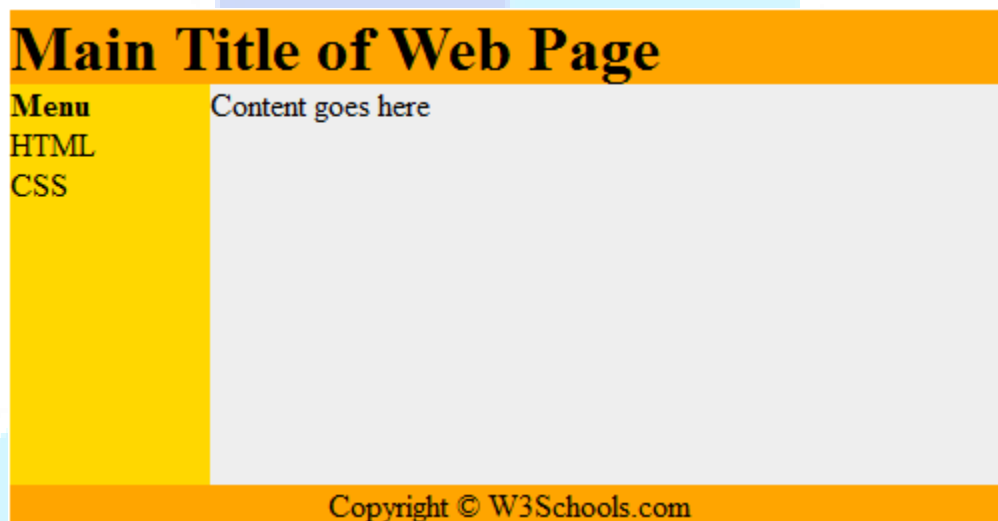 Main Title of Web Page
Menu
HTML
CSS
Content goes here
Copyright © W3Schools.com